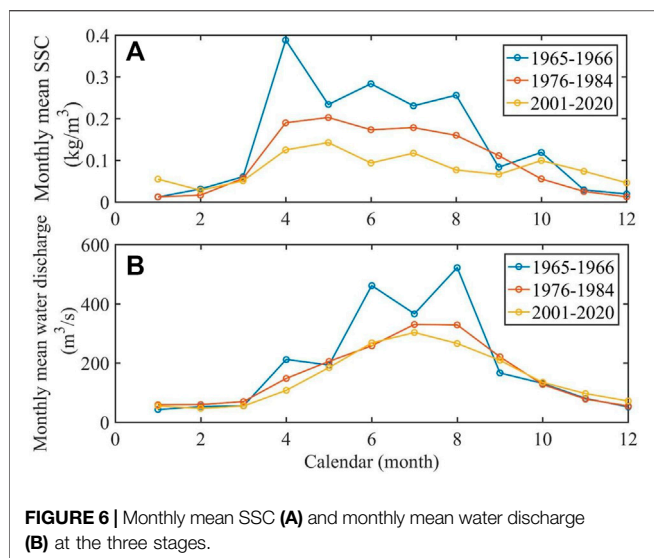 A
Monthly mean SSC
(kg/m³)
0.4
0.3
0.2
0.1
0
0 2 4 6 8 10 12
1965-1966
1976-1984
2001-2020
B
Monthly mean water discharge
(m³/s)
600
400
200
0
0 2 4 6 8 10 12
1965-1966
1976-1984
2001-2020
Calendar (month)
FIGURE 6 | Monthly mean SSC (A) and monthly mean water discharge
(B) at the three stages.